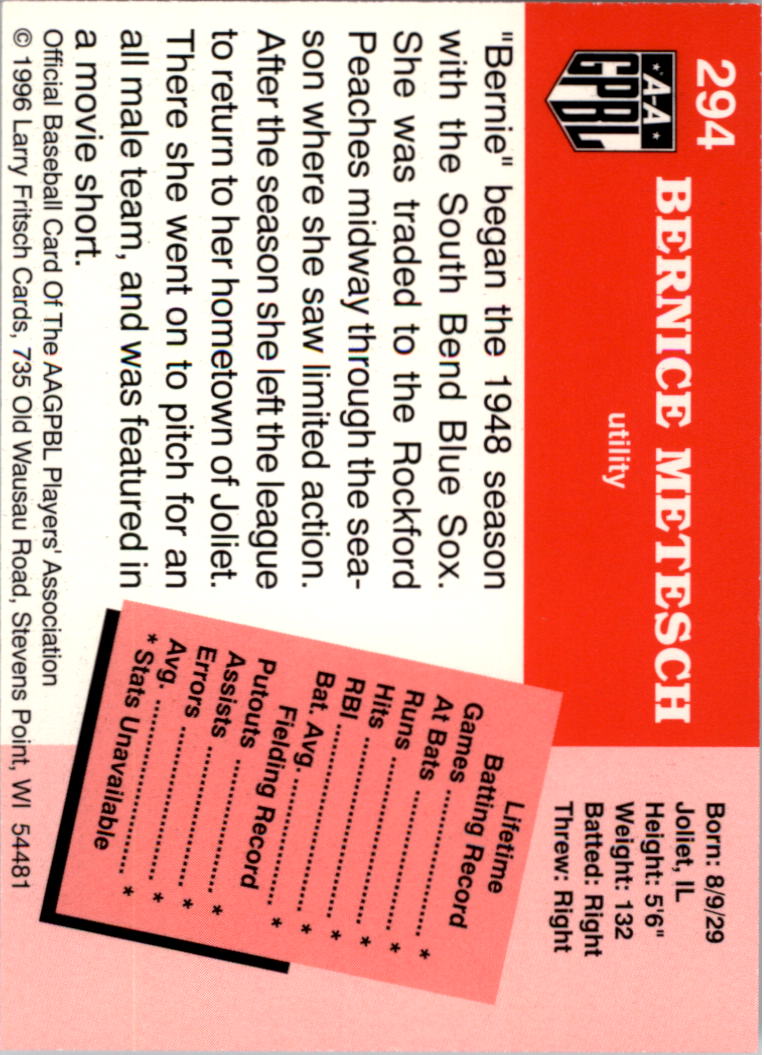 294
BERNICE METESCH
utility
A-A
GPBL
Born: 8/9/29
Joliet, IL
Height: 5'6"
Weight: 132
Batted: Right
Threw: Right
"Bernie" began the 1948 season
with the South Bend Blue Sox.
She was traded to the Rockford
Peaches midway through the sea-
son where she saw limited action.
After the season she left the league
to return to her hometown of Joliet.
There she went on to pitch for an
all male team, and was featured in
a movie short.
Lifetime
Batting Record
Games .......................... *
At Bats ......................... *
Runs ............................ *
Hits .............................. *
RBI .............................. *
Bat. Avg. ...................... *
Fielding Record
Putouts ........................ *
Assists ......................... *
Errors .......................... *
Avg. ............................. *
* Stats Unavailable
Official Baseball Card Of The AAGPBL Players' Association
© 1996 Larry Fritsch Cards, 735 Old Wausau Road, Stevens Point, WI 54481